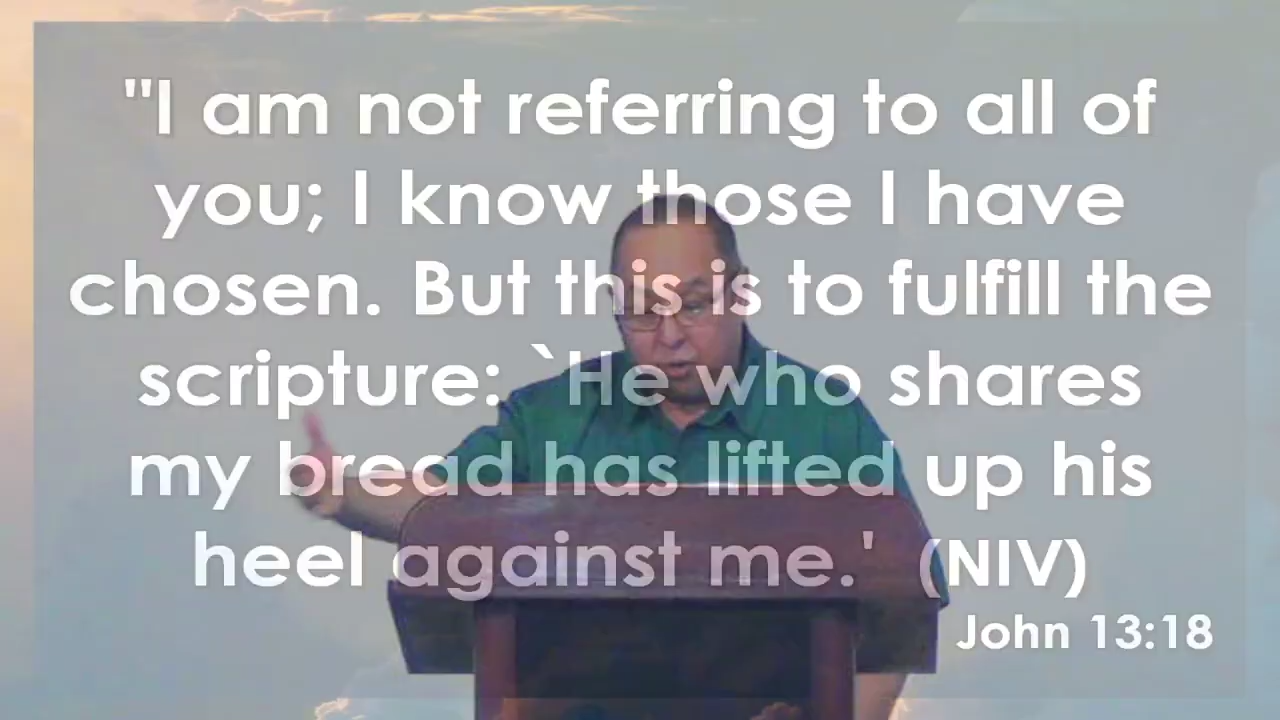 "I am not referring to all of
you; I know those I have
chosen. But this is to fulfill the
scripture: `He who shares
my bread has lifted up his
heel against me.'  (NIV)
John 13:18